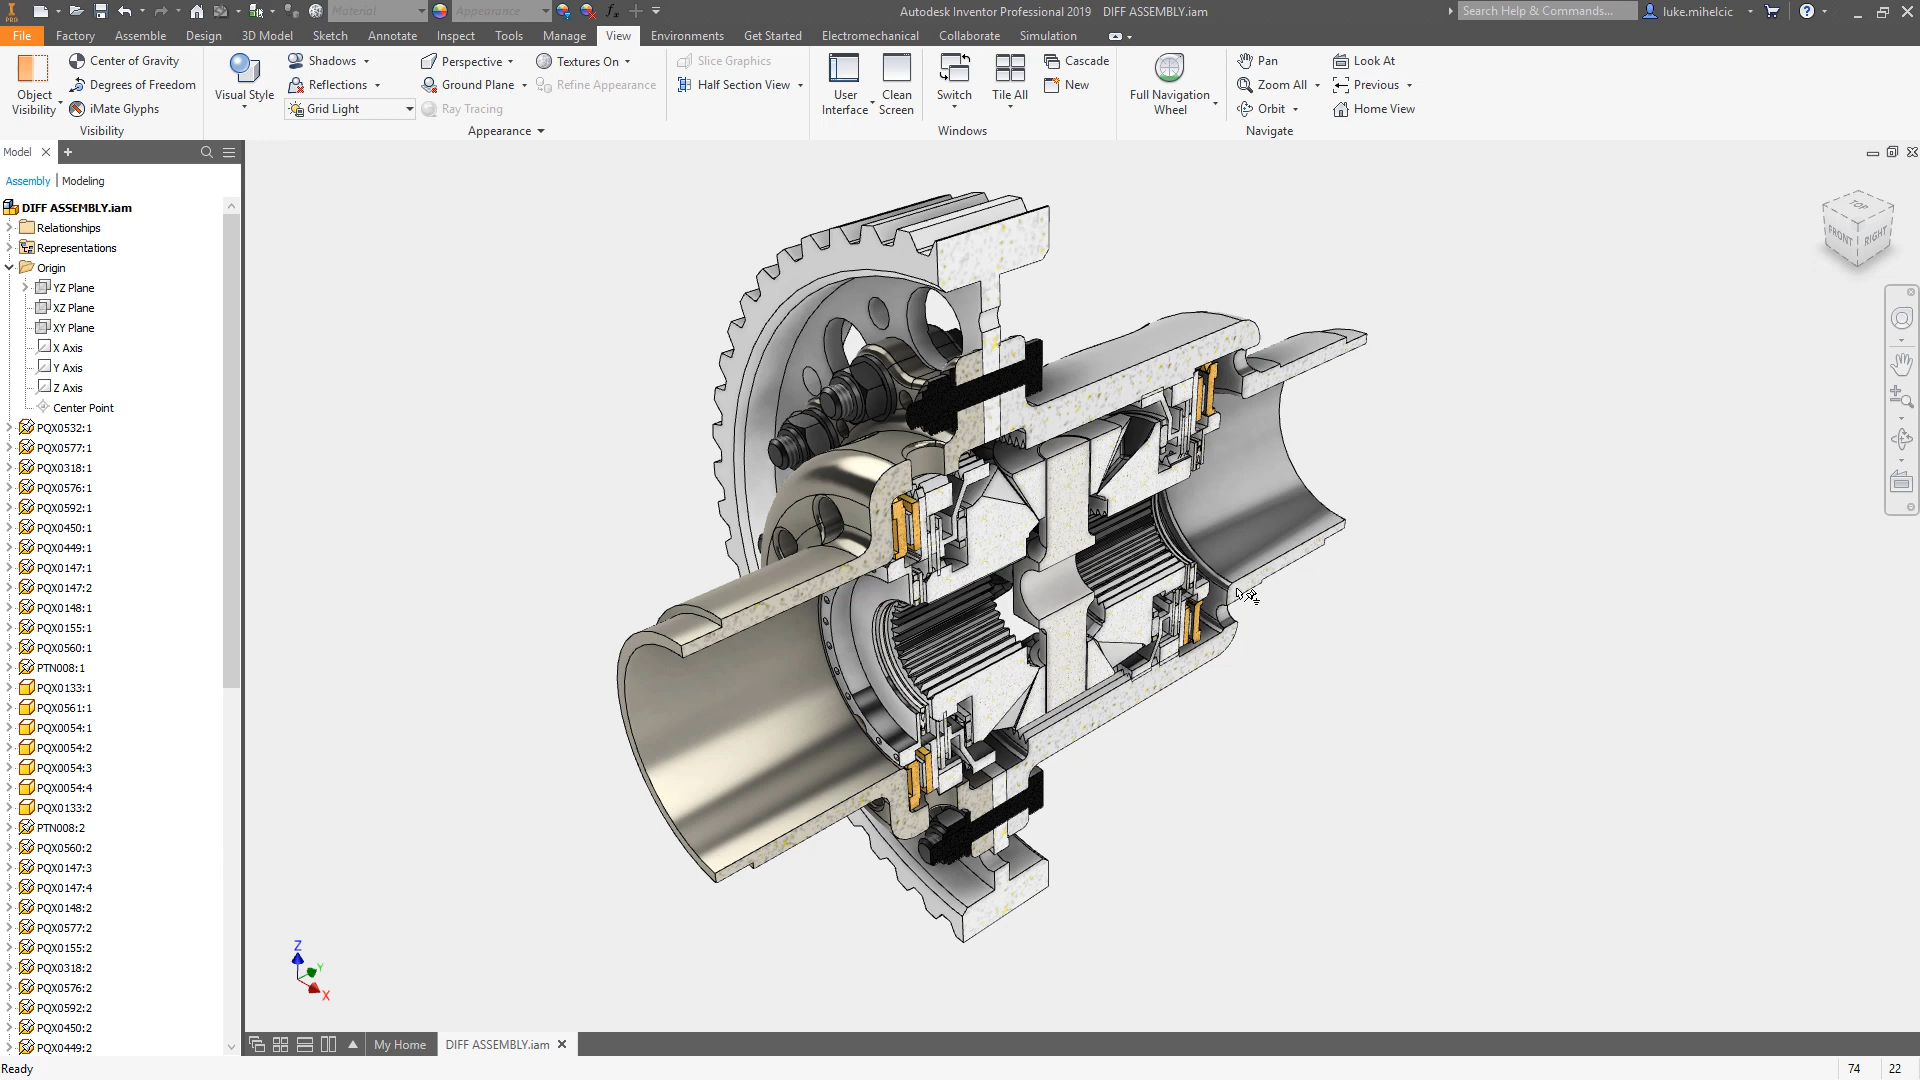 PRO
Material
Appearance
Autodesk Inventor Professional 2019 DIFF ASSEMBLY.iam
Search Help & Commands...
luke.mihelcic
File Factory Assemble Design 3D Model Sketch Annotate Inspect Tools Manage View Environments Get Started Electromechanical Collaborate Simulation
Object Visibility
Center of Gravity
Degrees of Freedom
iMate Glyphs
Visibility
Visual Style
Shadows
Reflections
Grid Light
Perspective
Ground Plane
Ray Tracing
Textures On
Refine Appearance
Appearance
Slice Graphics
Half Section View
User Interface
Clean Screen
Switch
Tile All
Cascade
New
Windows
Full Navigation Wheel
Pan
Zoom All
Orbit
Look At
Previous
Home View
Navigate
Model
Assembly | Modeling
DIFF ASSEMBLY.iam
Relationships
Representations
Origin
YZ Plane
XZ Plane
XY Plane
X Axis
Y Axis
Z Axis
Center Point
PQX0532:1
PQX0577:1
PQX0318:1
PQX0576:1
PQX0592:1
PQX0450:1
PQX0449:1
PQX0147:1
PQX0147:2
PQX0148:1
PQX0155:1
PQX0560:1
PTN008:1
PQX0133:1
PQX0561:1
PQX0054:1
PQX0054:2
PQX0054:3
PQX0054:4
PQX0133:2
PTN008:2
PQX0560:2
PQX0147:3
PQX0147:4
PQX0148:2
PQX0577:2
PQX0155:2
PQX0318:2
PQX0576:2
PQX0592:2
PQX0450:2
PQX0449:2
TOP
FRONT
RIGHT
Z
Y
X
My Home
DIFF ASSEMBLY.iam
Ready
74 22